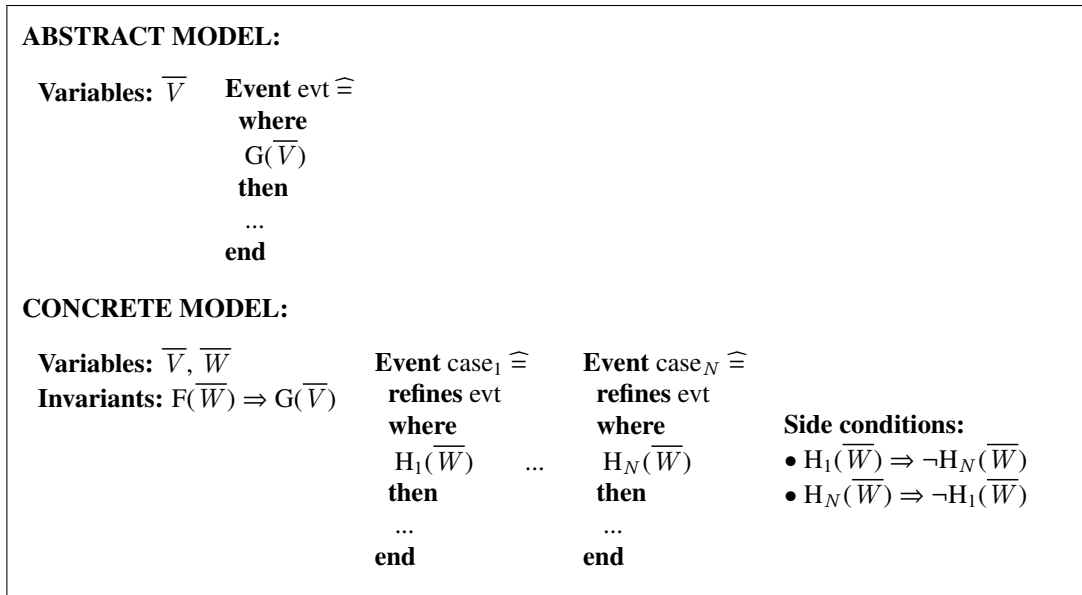 ABSTRACT MODEL:
Variables: V̅ Event evt ≙
where
G(V̅)
then
...
end
CONCRETE MODEL:
Variables: V̅, W̅
Invariants: F(W̅) ⇒ G(V̅)
Event case₁ ≙
refines evt
where
H₁(W̅)
then
...
end
...
Event case_N ≙
refines evt
where
H_N(W̅)
then
...
end
Side conditions:
• H₁(W̅) ⇒ ¬H_N(W̅)
• H_N(W̅) ⇒ ¬H₁(W̅)